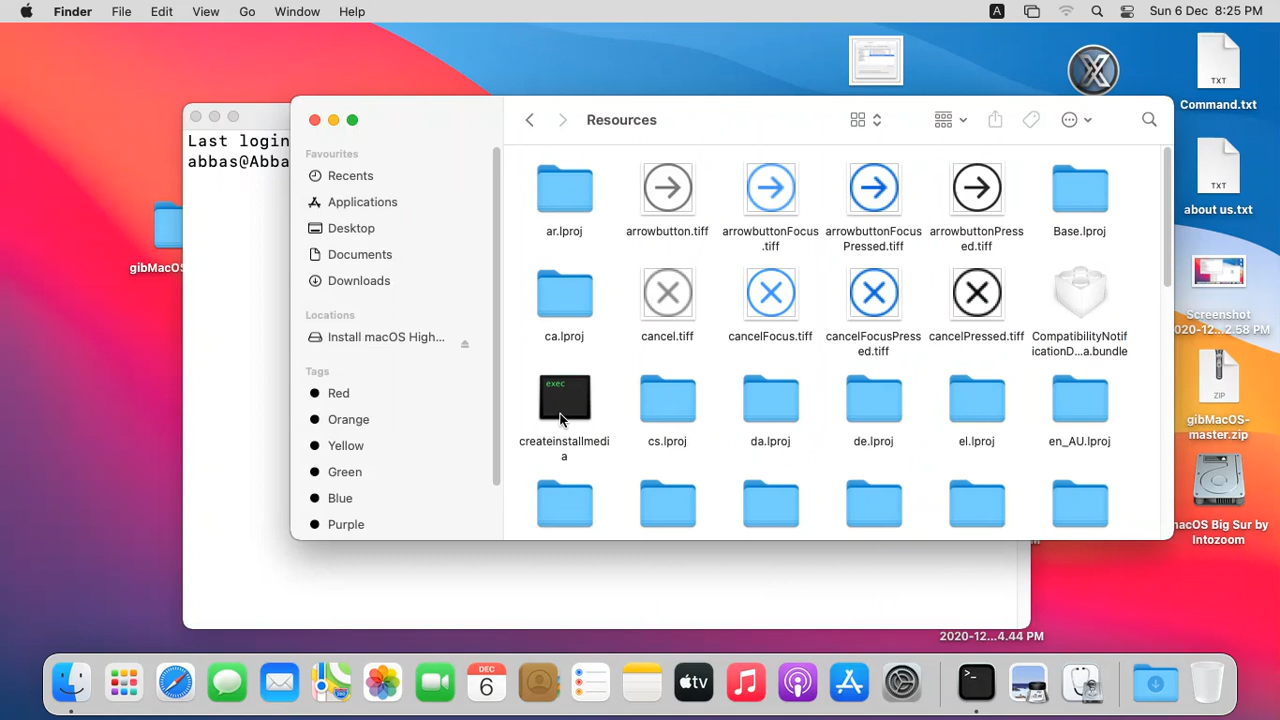 Finder File Edit View Go Window Help
A
Sun 6 Dec 8:25 PM
TXT
Command.txt
TXT
about us.txt
Screenshot
020-12...2.58 PM
ZIP
gibMacOS-
master.zip
acOS Big Sur by
Intozoom
gibMacOS
Last login
abbas@Abba
Favourites
Recents
Applications
Desktop
Documents
Downloads
Locations
Install macOS High...
Tags
Red
Orange
Yellow
Green
Blue
Purple
Resources
ar.lproj
arrowbutton.tiff
arrowbuttonFocus
.tiff
arrowbuttonFocus
Pressed.tiff
arrowbuttonPress
ed.tiff
Base.lproj
ca.lproj
cancel.tiff
cancelFocus.tiff
cancelFocusPress
ed.tiff
cancelPressed.tiff
CompatibilityNotif
icationD...a.bundle
exec
createinstallmedi
a
cs.lproj
da.lproj
de.lproj
el.lproj
en_AU.lproj
2020-12...4.44 PM
DEC
6
tv
>_